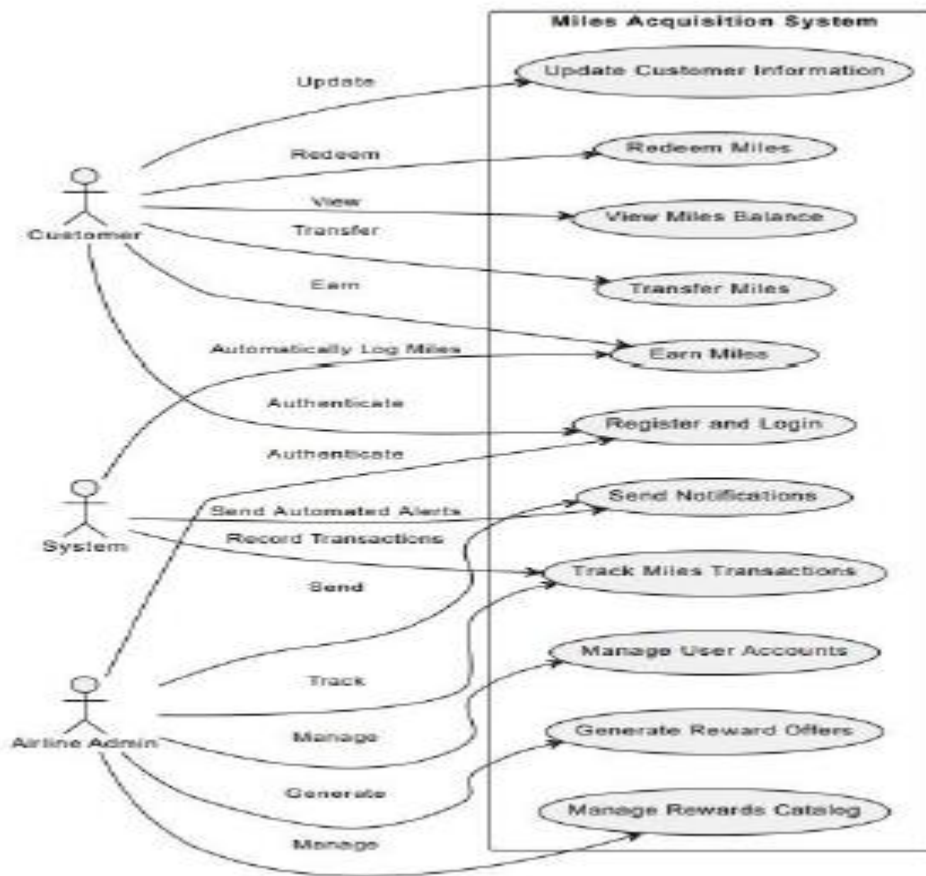 Miles Acquisition System
Update Customer Information
Update
Redeem Miles
Redeem
View Miles Balance
View
Customer
Transfer
Transfer Miles
Earn
Earn Miles
Automatically Log Miles
Authenticate
Register and Login
Authenticate
Send Notifications
Send Automated Alerts
System
Record Transactions
Track Miles Transactions
Send
Manage User Accounts
Track
Airline Admin
Manage
Generate Reward Offers
Generate
Manage Rewards Catalog
Manage